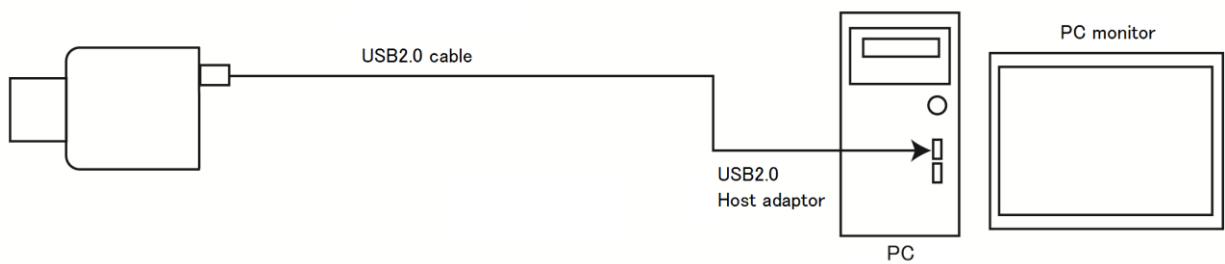 USB2.0 cable
PC monitor
USB2.0
Host adaptor
PC